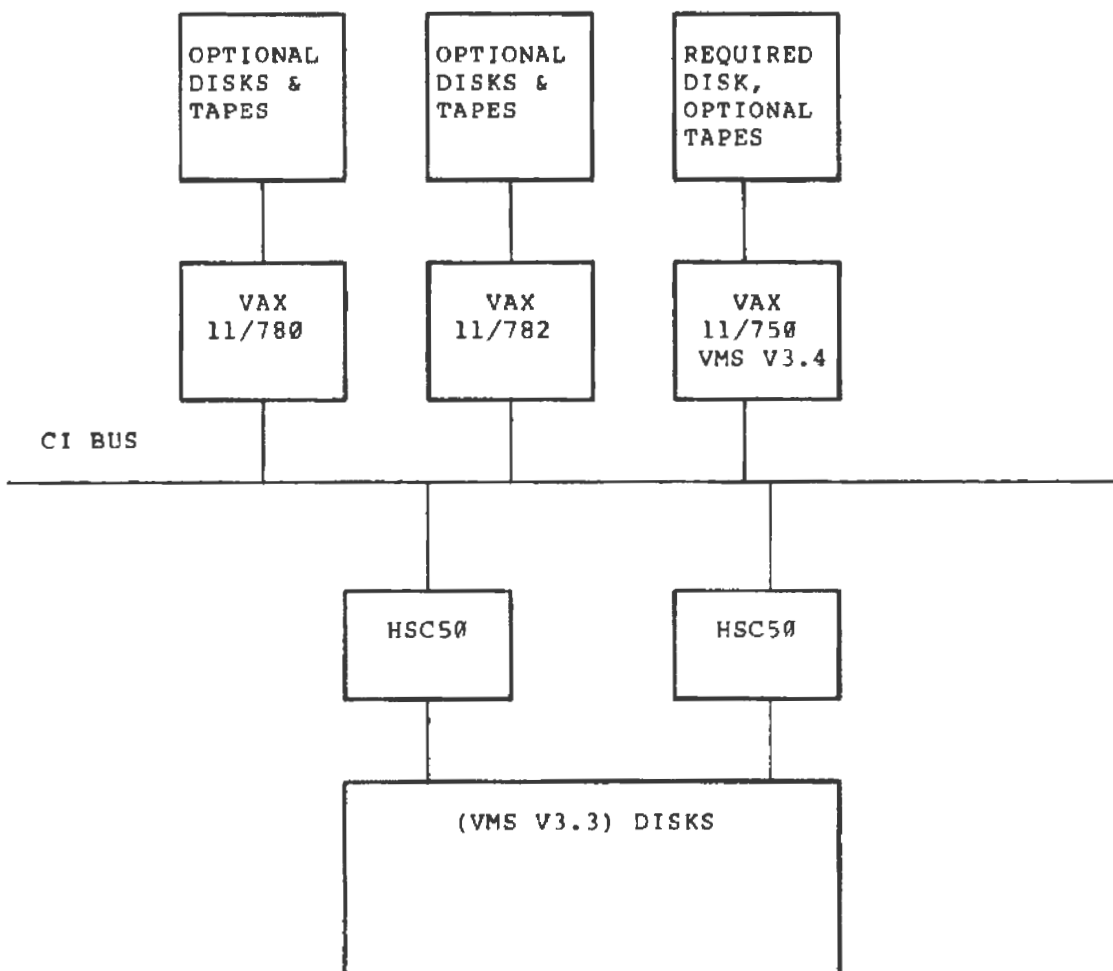 OPTIONAL
DISKS &
TAPES
OPTIONAL
DISKS &
TAPES
REQUIRED
DISK,
OPTIONAL
TAPES
VAX
11/780
VAX
11/782
VAX
11/750
VMS V3.4
CI BUS
HSC50
HSC50
(VMS V3.3) DISKS